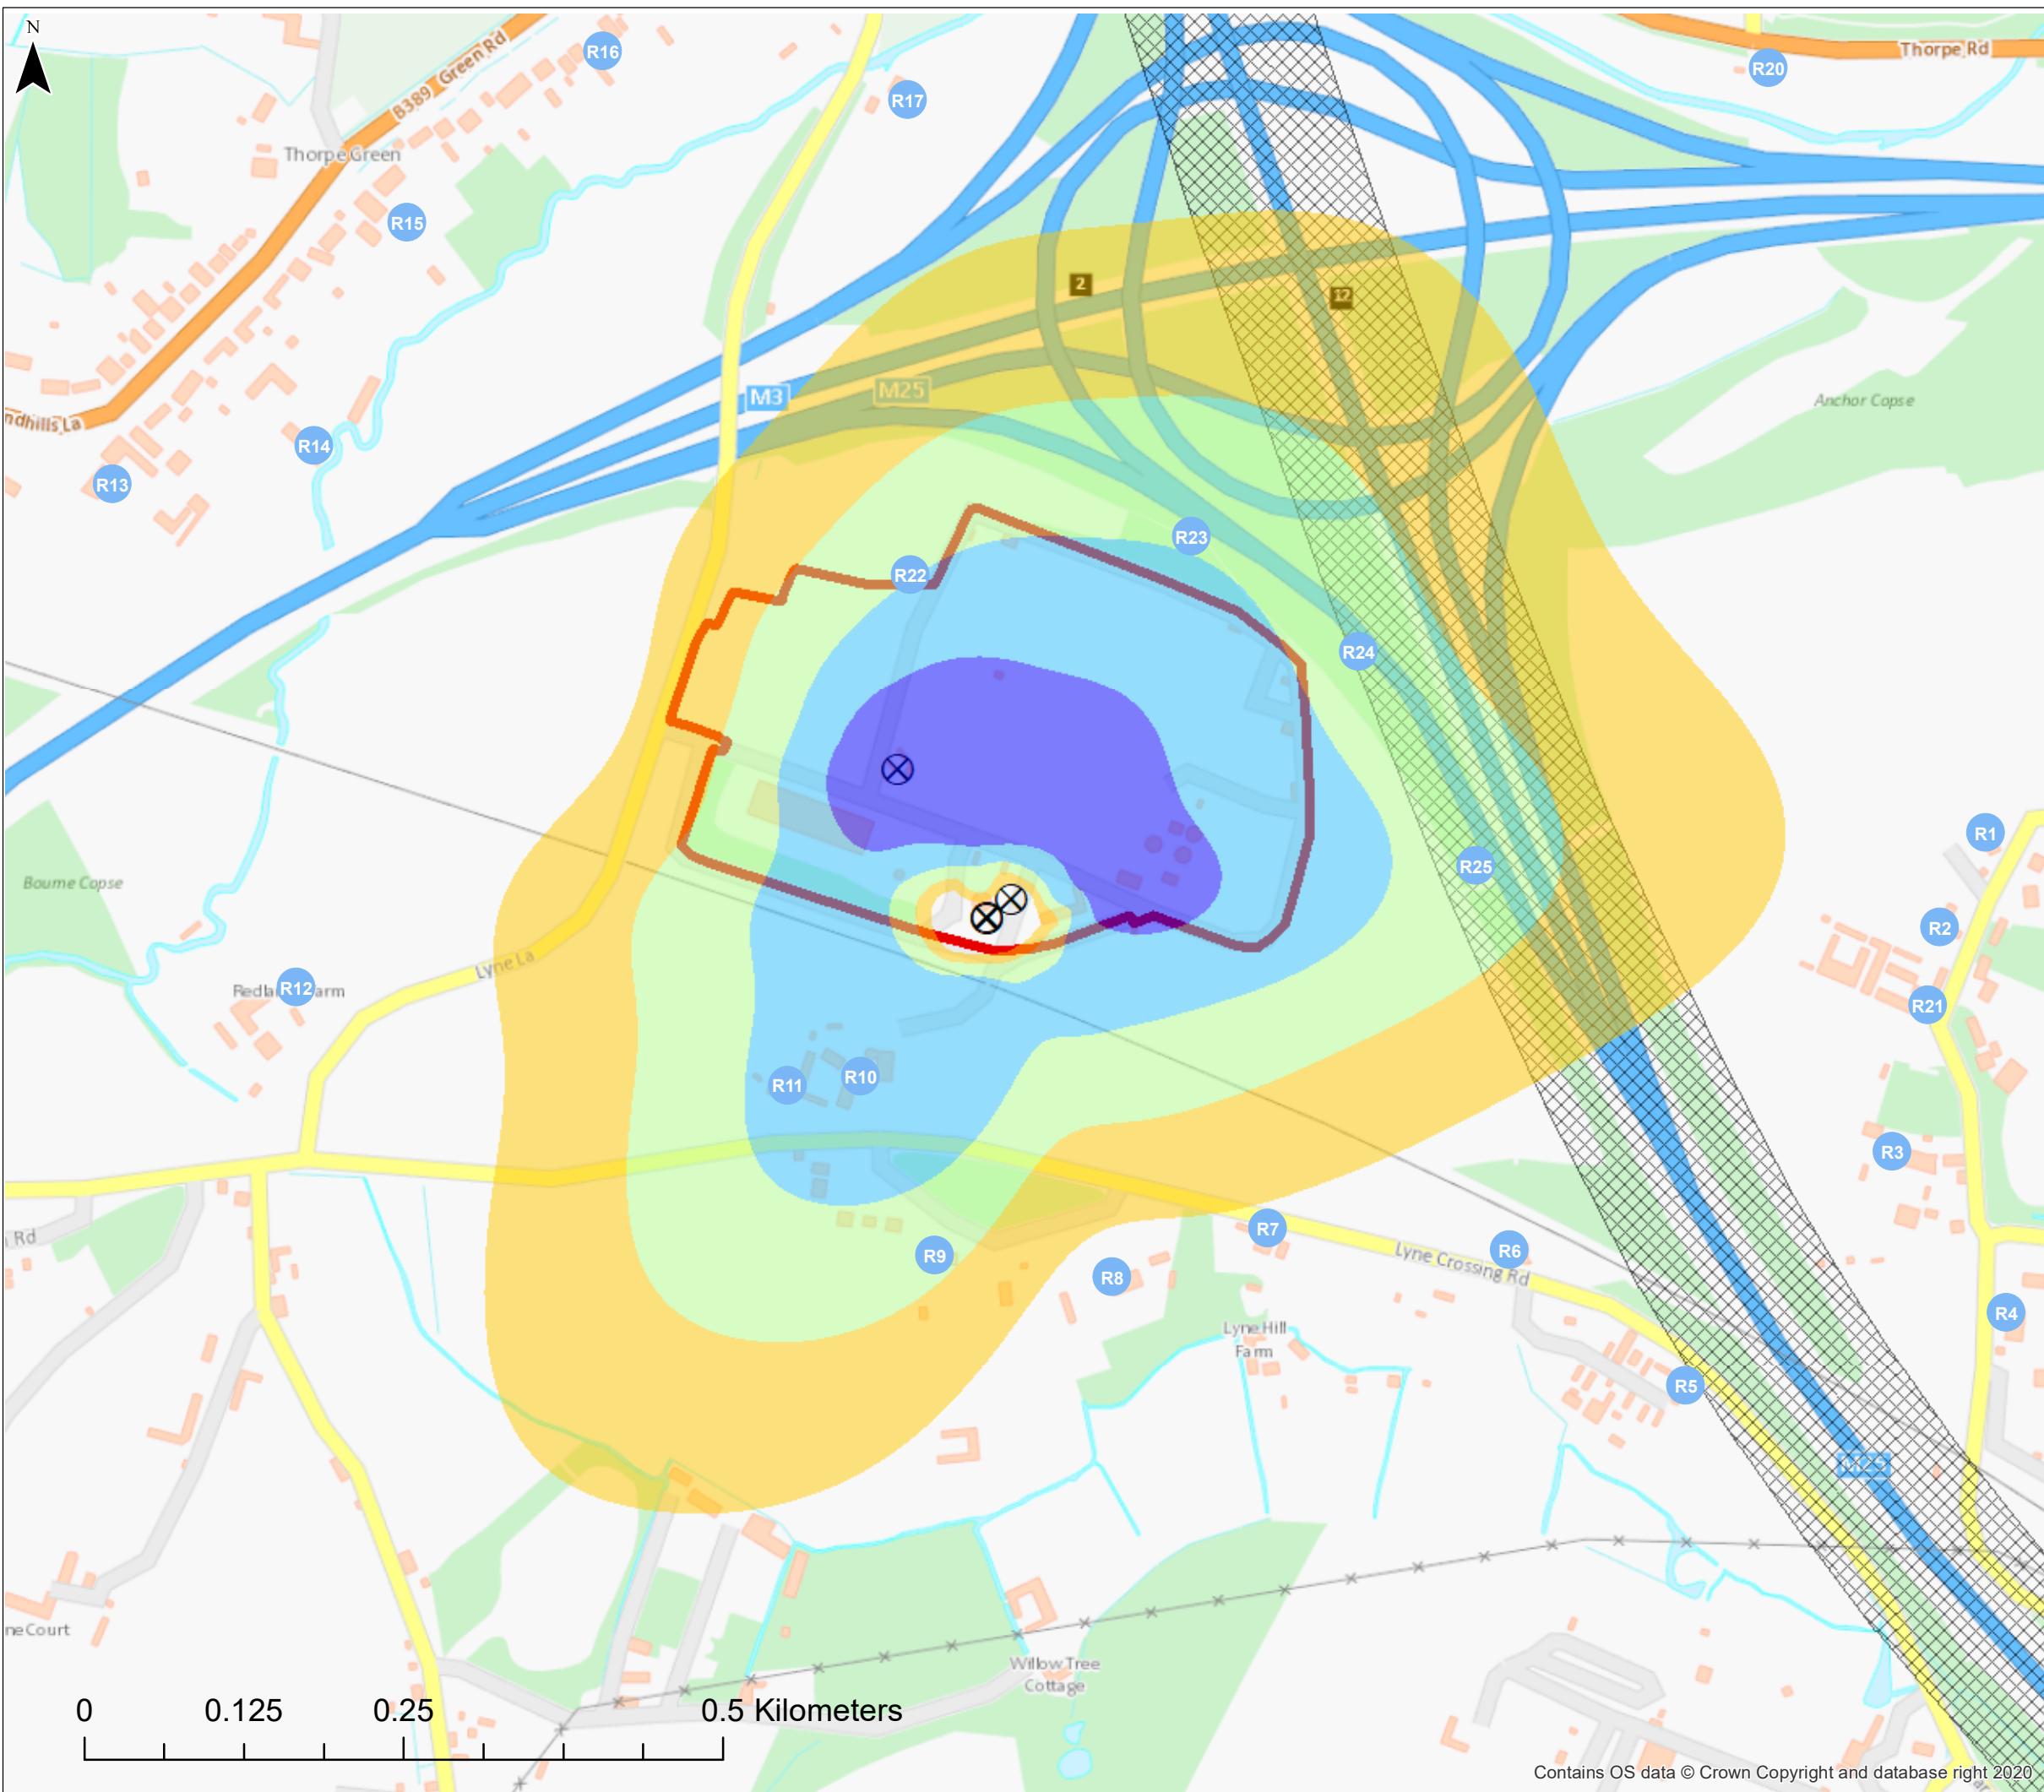 N
B389 Green Rd
R16
R17
Thorpe Rd
R20
Thorpe Green
R15
2
12
M3
M25
Anchor Copse
ndhills La
R14
R13
R23
R22
R24
R1
R25
Bourne Copse
R2
Lyne La
R12
R21
R11
R10
R3
Rd
R9
R8
R7
R6
Lyne Crossing Rd
R4
Lyne Hill
Farm
R5
M25
ne Court
Willow Tree
Cottage
0 0.125 0.25 0.5 Kilometers
Contains OS data © Crown Copyright and database right 2020